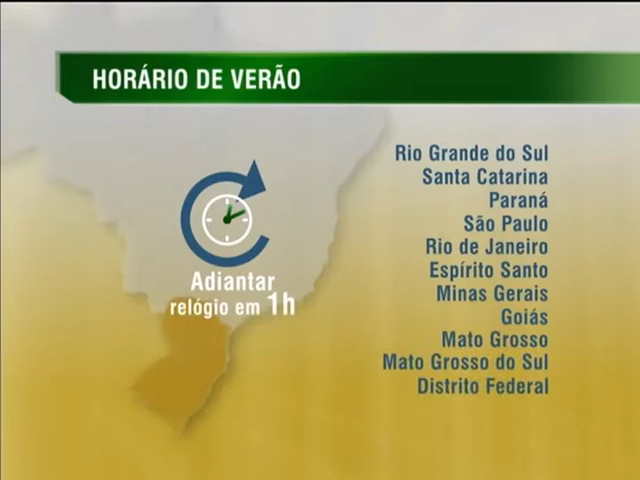 HORÁRIO DE VERÃO
Adiantar
relógio em 1h
Rio Grande do Sul
Santa Catarina
Paraná
São Paulo
Rio de Janeiro
Espírito Santo
Minas Gerais
Goiás
Mato Grosso
Mato Grosso do Sul
Distrito Federal